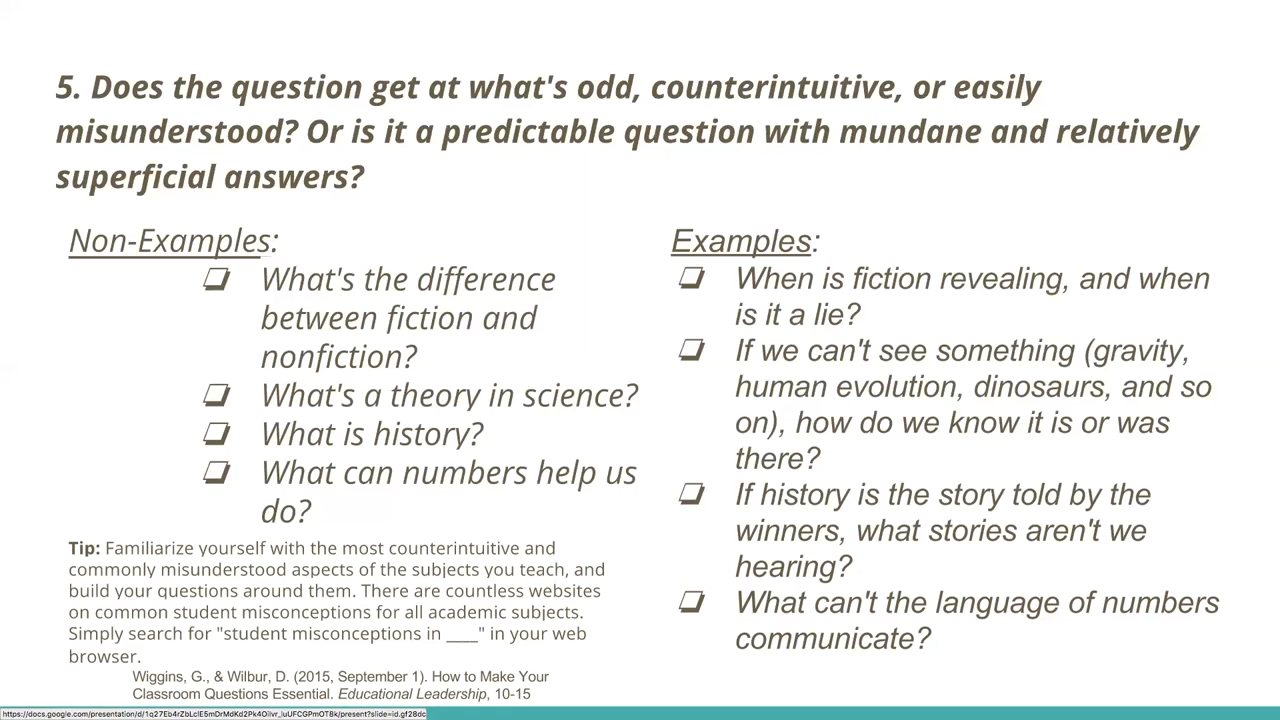 5. Does the question get at what's odd, counterintuitive, or easily
misunderstood? Or is it a predictable question with mundane and relatively
superficial answers?
Non-Examples:
❏ What's the difference
between fiction and
nonfiction?
❏ What's a theory in science?
❏ What is history?
❏ What can numbers help us
do?
Tip: Familiarize yourself with the most counterintuitive and
commonly misunderstood aspects of the subjects you teach, and
build your questions around them. There are countless websites
on common student misconceptions for all academic subjects.
Simply search for "student misconceptions in ____" in your web
browser.
Wiggins, G., & Wilbur, D. (2015, September 1). How to Make Your
Classroom Questions Essential. Educational Leadership, 10-15
Examples:
❏ When is fiction revealing, and when
is it a lie?
❏ If we can't see something (gravity,
human evolution, dinosaurs, and so
on), how do we know it is or was
there?
❏ If history is the story told by the
winners, what stories aren't we
hearing?
❏ What can't the language of numbers
communicate?